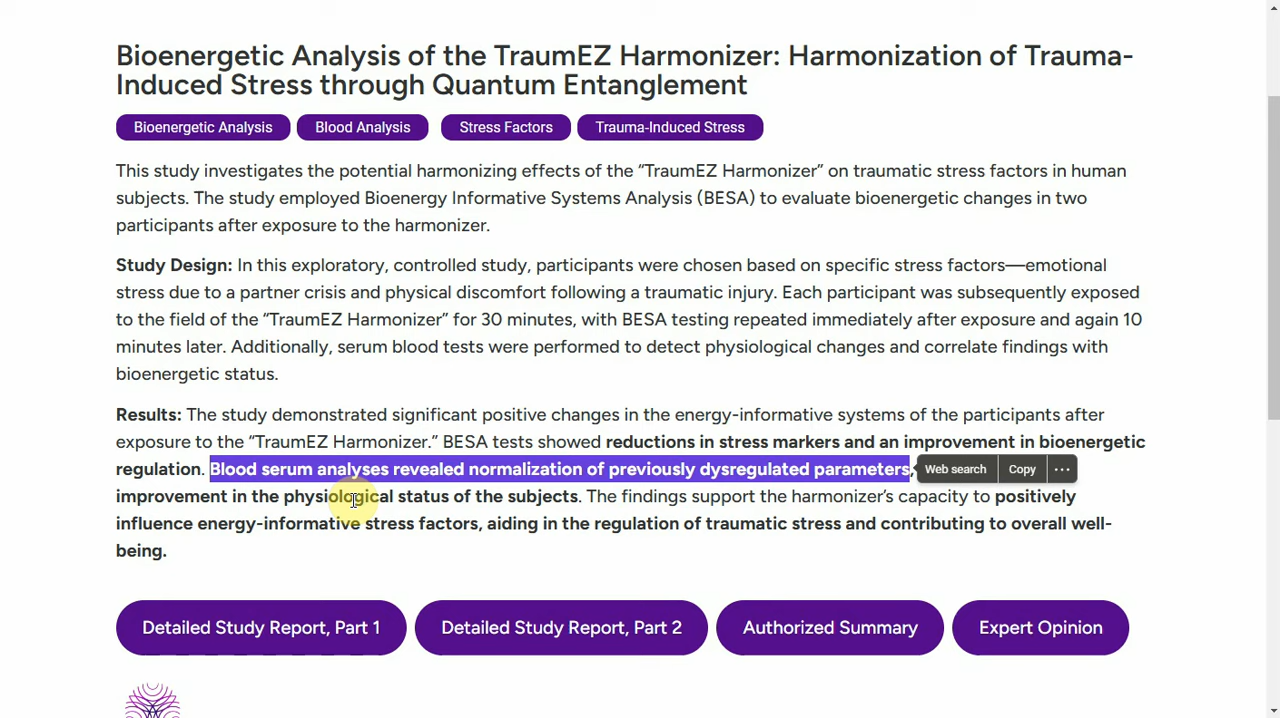 Bioenergetic Analysis of the TraumEZ Harmonizer: Harmonization of Trauma-
Induced Stress through Quantum Entanglement
Bioenergetic Analysis Blood Analysis Stress Factors Trauma-Induced Stress
This study investigates the potential harmonizing effects of the “TraumEZ Harmonizer” on traumatic stress factors in human
subjects. The study employed Bioenergy Informative Systems Analysis (BESA) to evaluate bioenergetic changes in two
participants after exposure to the harmonizer.
Study Design: In this exploratory, controlled study, participants were chosen based on specific stress factors—emotional
stress due to a partner crisis and physical discomfort following a traumatic injury. Each participant was subsequently exposed
to the field of the “TraumEZ Harmonizer” for 30 minutes, with BESA testing repeated immediately after exposure and again 10
minutes later. Additionally, serum blood tests were performed to detect physiological changes and correlate findings with
bioenergetic status.
Results: The study demonstrated significant positive changes in the energy-informative systems of the participants after
exposure to the “TraumEZ Harmonizer.” BESA tests showed reductions in stress markers and an improvement in bioenergetic
regulation. Blood serum analyses revealed normalization of previously dysregulated parameters, Web search Copy ...
improvement in the physiological status of the subjects. The findings support the harmonizer’s capacity to positively
influence energy-informative stress factors, aiding in the regulation of traumatic stress and contributing to overall well-
being.
Detailed Study Report, Part 1 Detailed Study Report, Part 2 Authorized Summary Expert Opinion